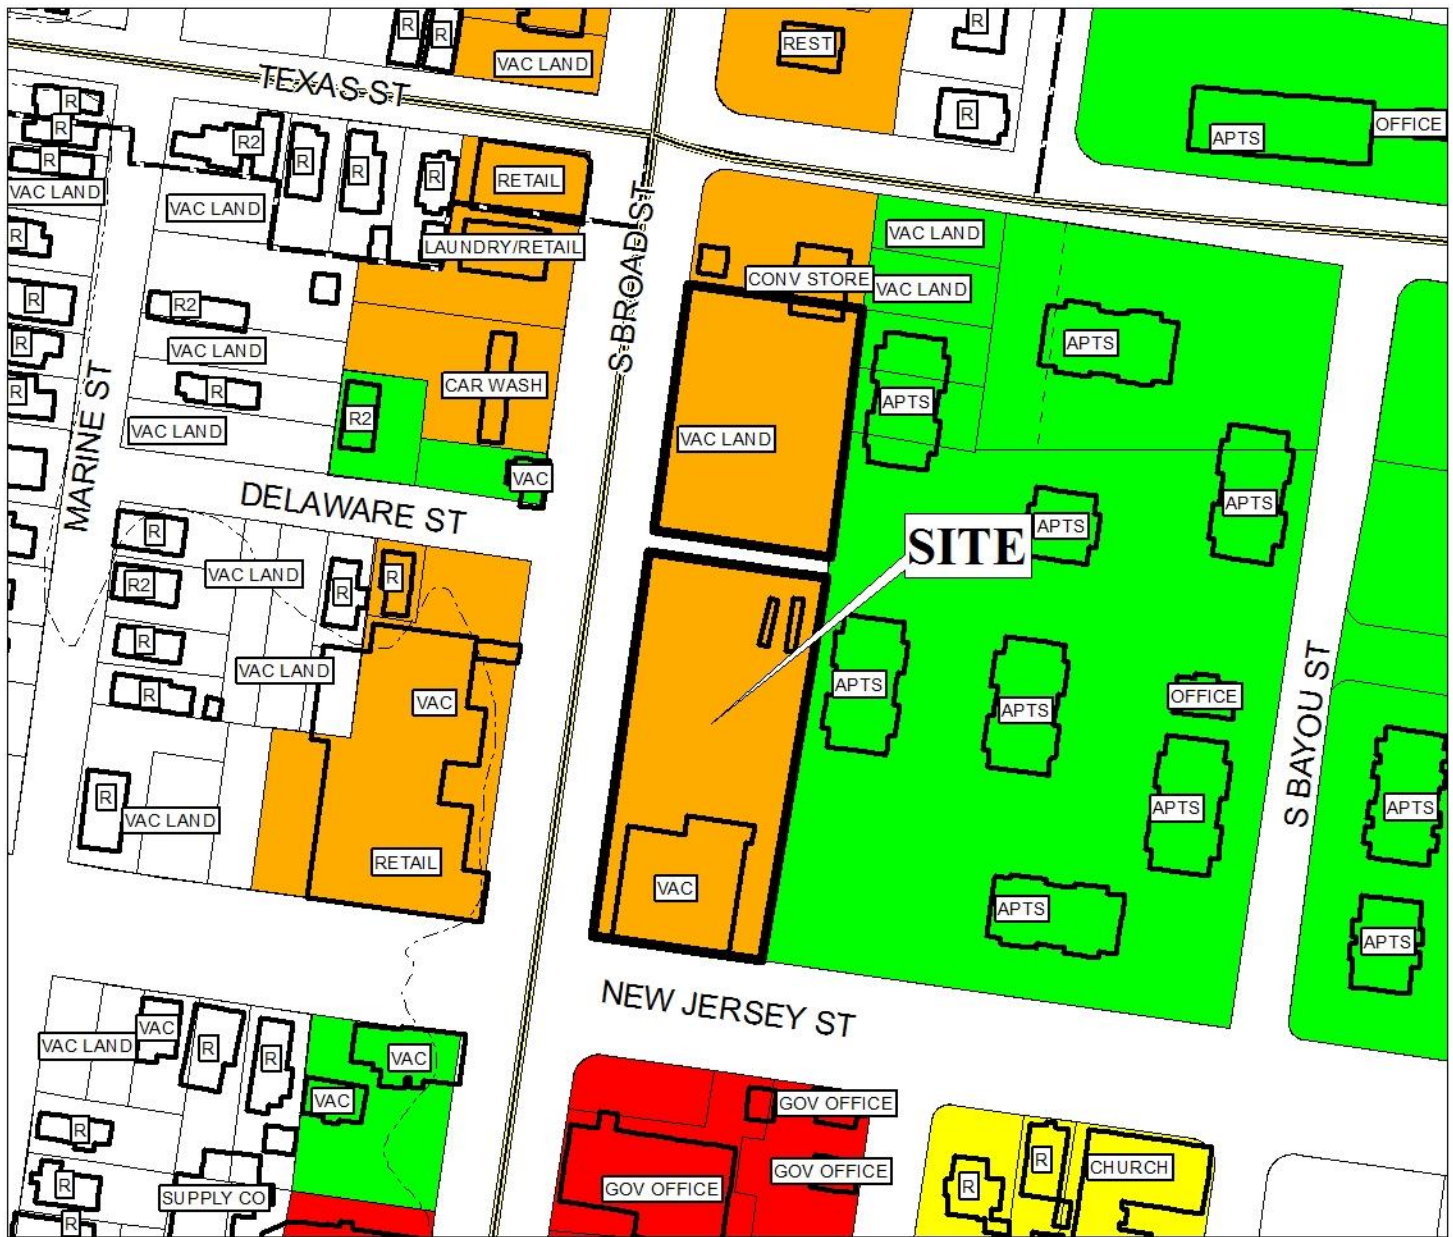 R
R
VAC LAND
REST
R
TEXAS ST
R
R
R
VAC LAND
R2
R
R
R
RETAIL
R
APTS
OFFICE
VAC LAND
LAUNDRY/RETAIL
S BROAD ST
VAC LAND
CONV STORE
VAC LAND
R
R
R2
R
VAC LAND
R
R
VAC LAND
R2
CAR WASH
VAC
VAC LAND
APTS
APTS
APTS
APTS
MARINE ST
DELAWARE ST
SITE
R
R2
R
R
VAC LAND
R
R
VAC LAND
VAC
APTS
APTS
OFFICE
S BAYOU ST
R
VAC LAND
RETAIL
VAC
APTS
APTS
APTS
APTS
NEW JERSEY ST
VAC LAND
VAC
R
R
VAC
VAC
R
R
SUPPLY CO
R
GOV OFFICE
GOV OFFICE
GOV OFFICE
R
R
CHURCH